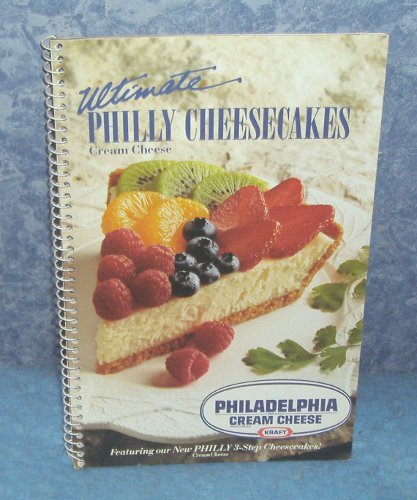 Ultimate
PHILLY® CHEESECAKES
Cream Cheese
PHILADELPHIA
CREAM CHEESE
KRAFT
Featuring our New PHILLY 3-Step Cheesecakes!
Cream Cheese